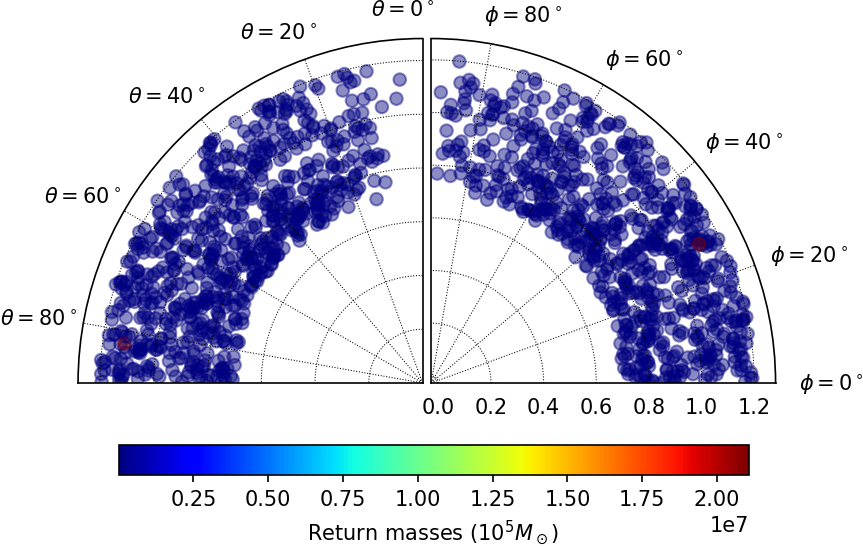 θ = 0°
ϕ = 80°
θ = 20°
ϕ = 60°
θ = 40°
ϕ = 40°
θ = 60°
ϕ = 20°
θ = 80°
ϕ = 0°
0.0 0.2 0.4 0.6 0.8 1.0 1.2
0.25 0.50 0.75 1.00 1.25 1.50 1.75 2.00
1e7
Return masses (10⁵M⊙)